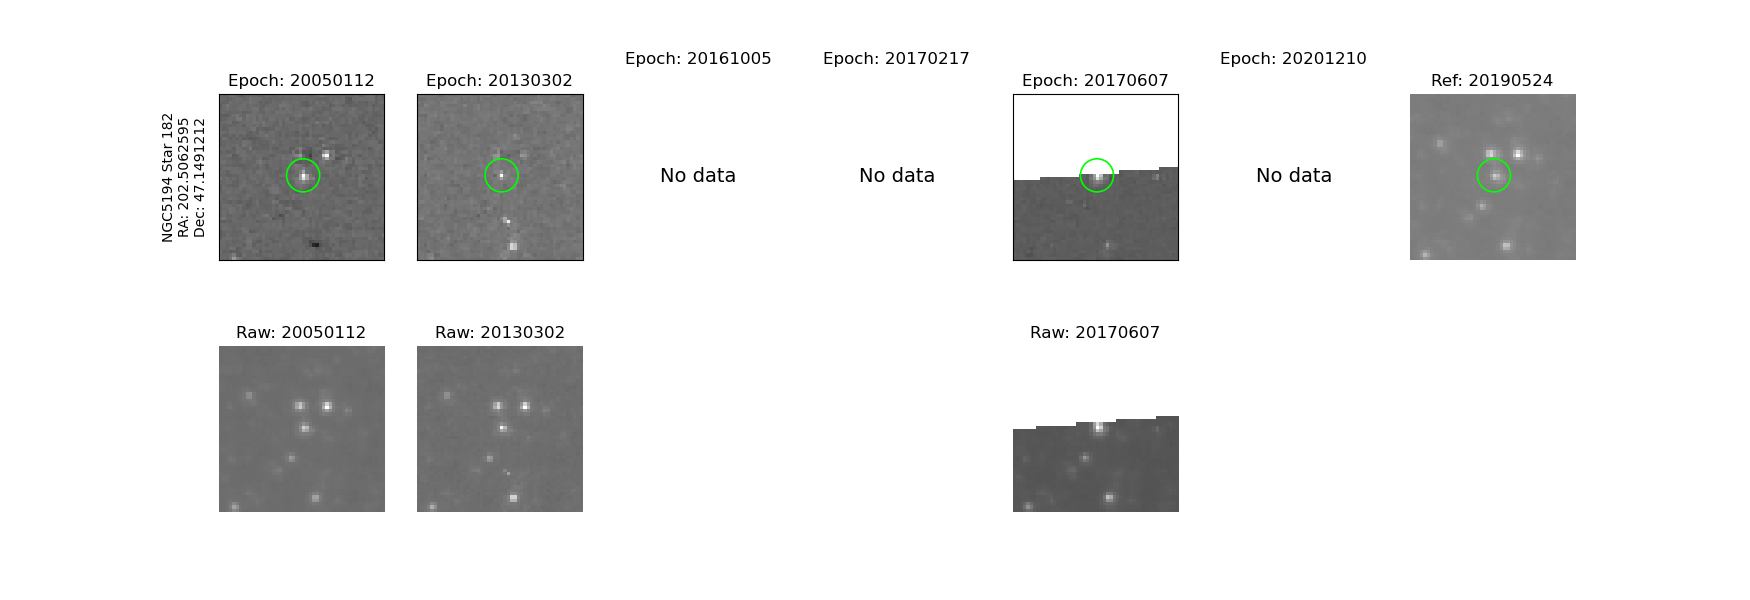 Epoch: 20050112
Epoch: 20130302
Epoch: 20161005
Epoch: 20170217
Epoch: 20170607
Epoch: 20201210
Ref: 20190524
NGC5194 Star 182
RA: 202.5062595
Dec: 47.1491212
No data
No data
No data
Raw: 20050112
Raw: 20130302
Raw: 20170607